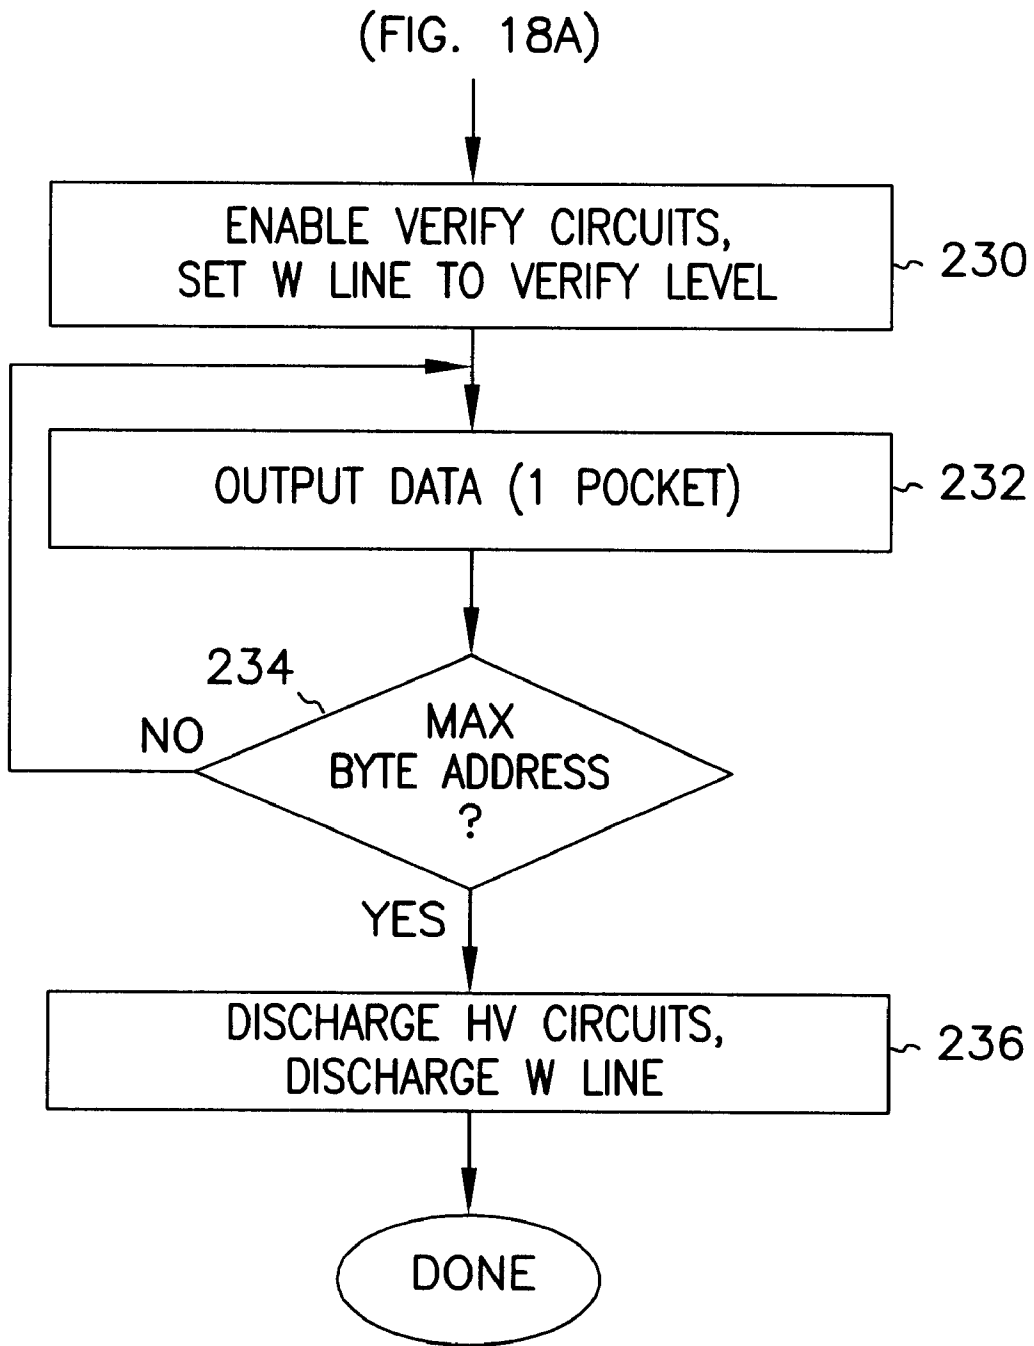 (FIG. 18A)
ENABLE VERIFY CIRCUITS,
SET W LINE TO VERIFY LEVEL
230
OUTPUT DATA (1 POCKET)
232
234
NO
MAX
BYTE ADDRESS
?
YES
DISCHARGE HV CIRCUITS,
DISCHARGE W LINE
236
DONE